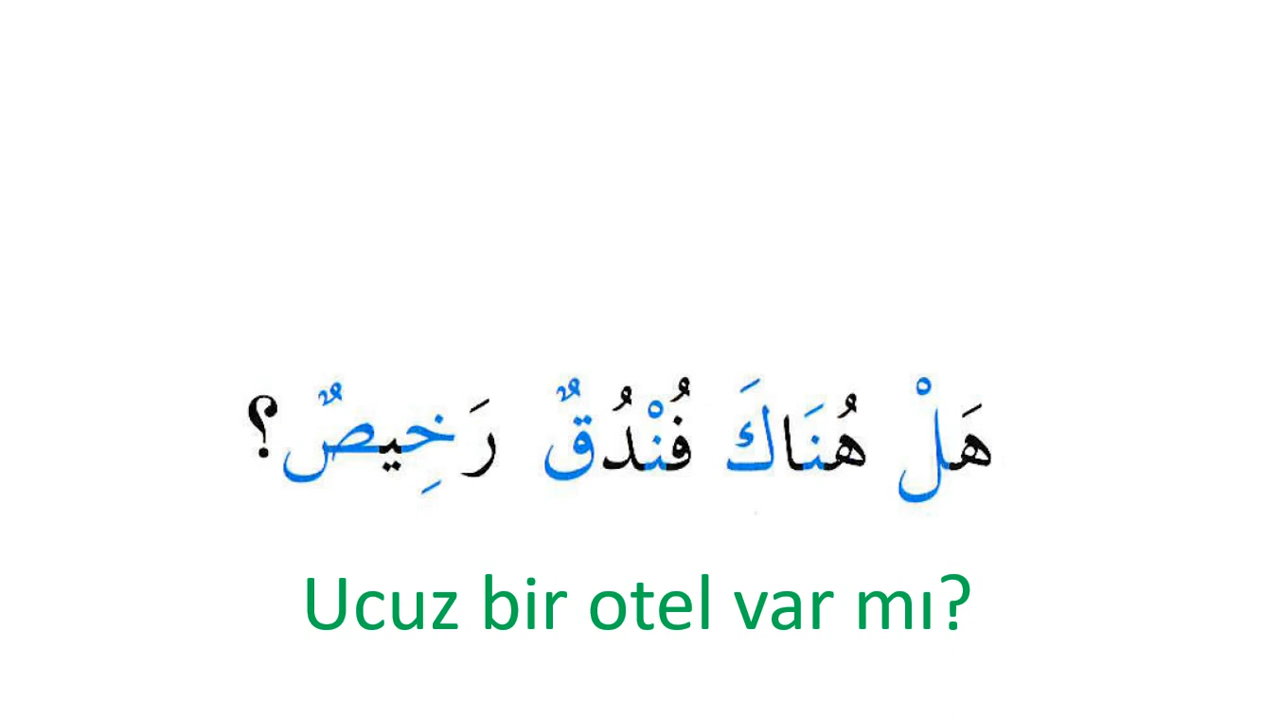 هَلْ هُنَاكَ فُنْدُقٌ رَخِيصٌ؟
Ucuz bir otel var mı?